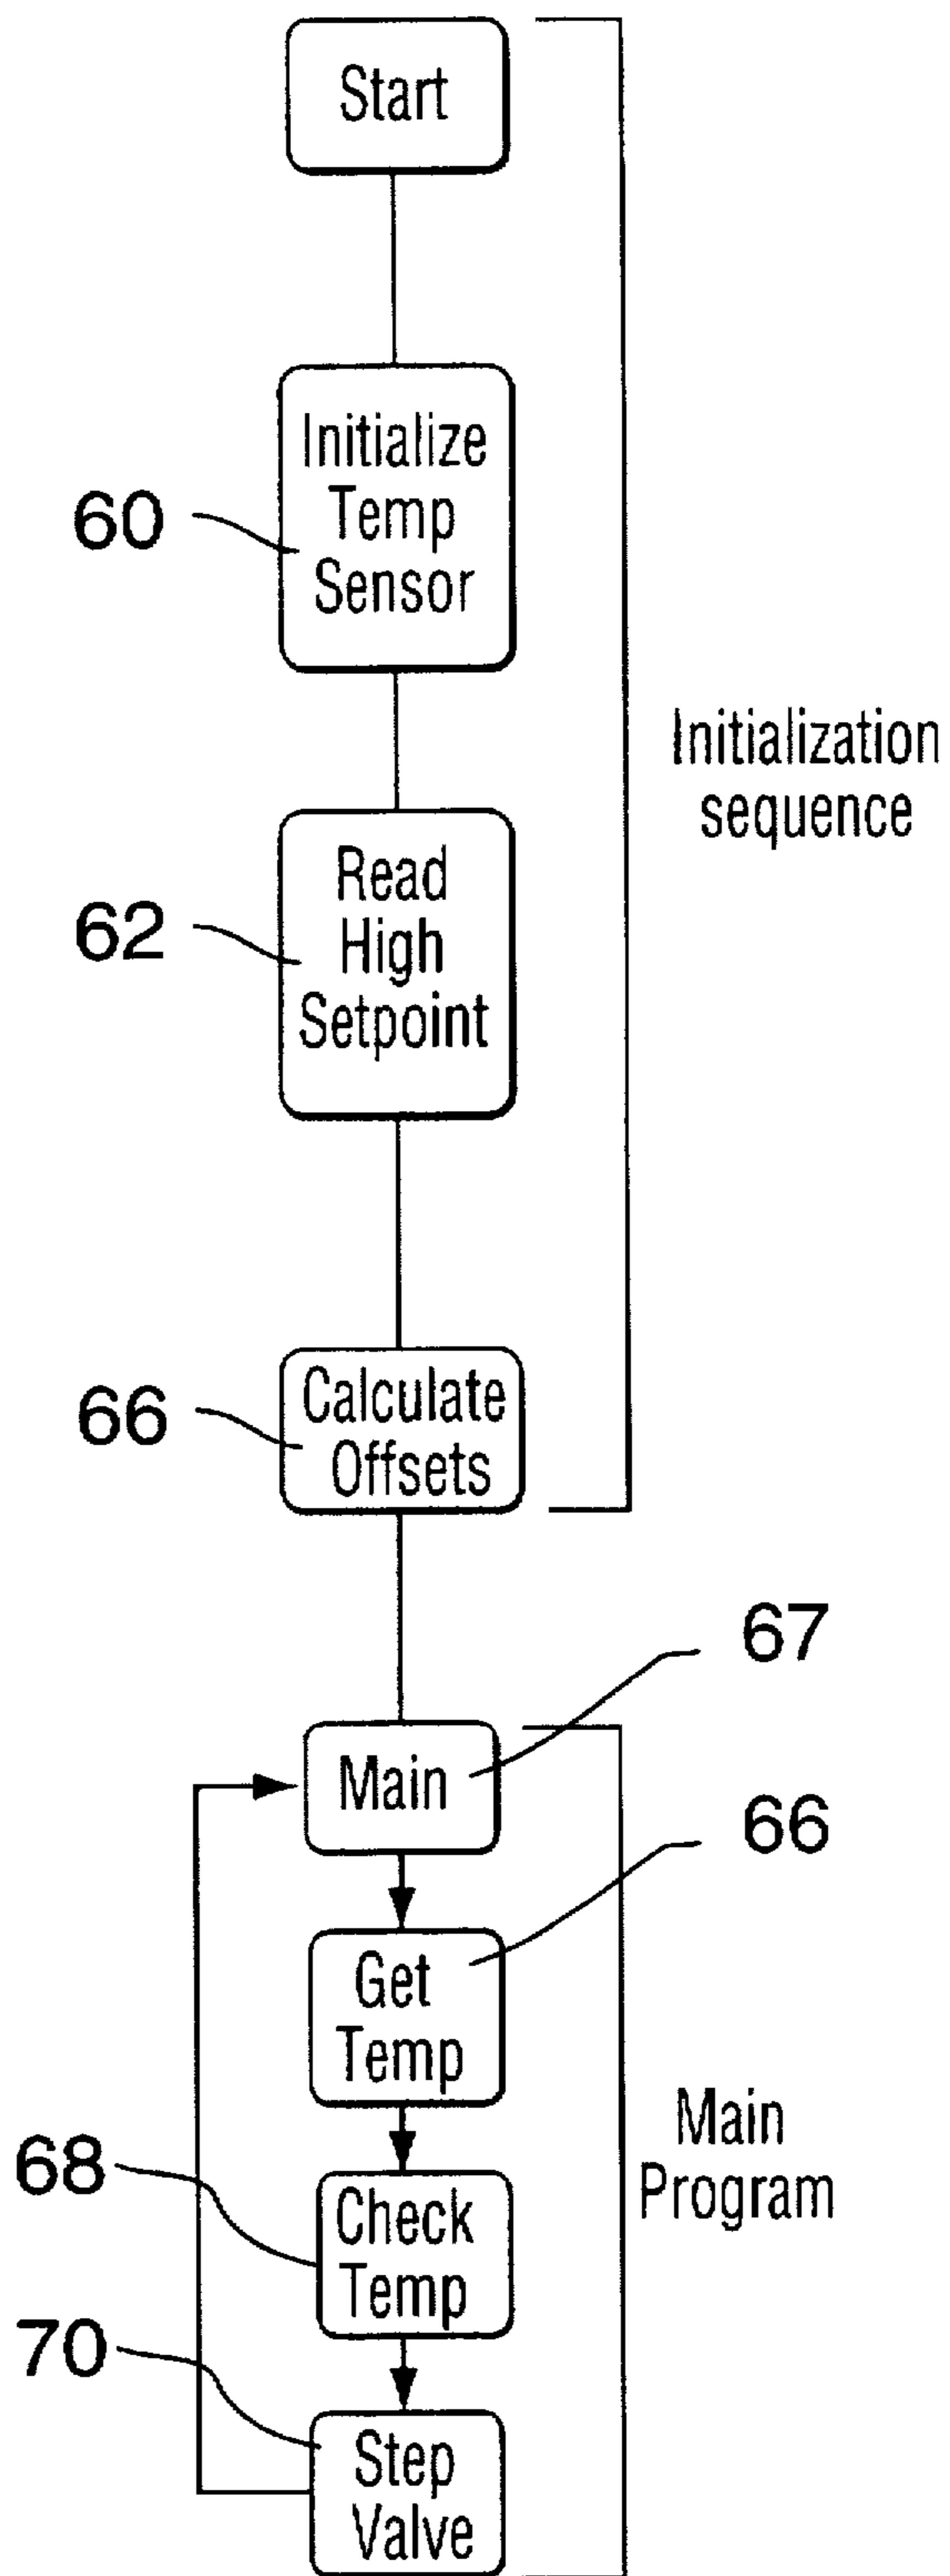 Start
60
Initialize
Temp
Sensor
Initialization
sequence
62
Read
High
Setpoint
66
Calculate
Offsets
67
Main
66
Get
Temp
Main
Program
68
Check
Temp
70
Step
Valve